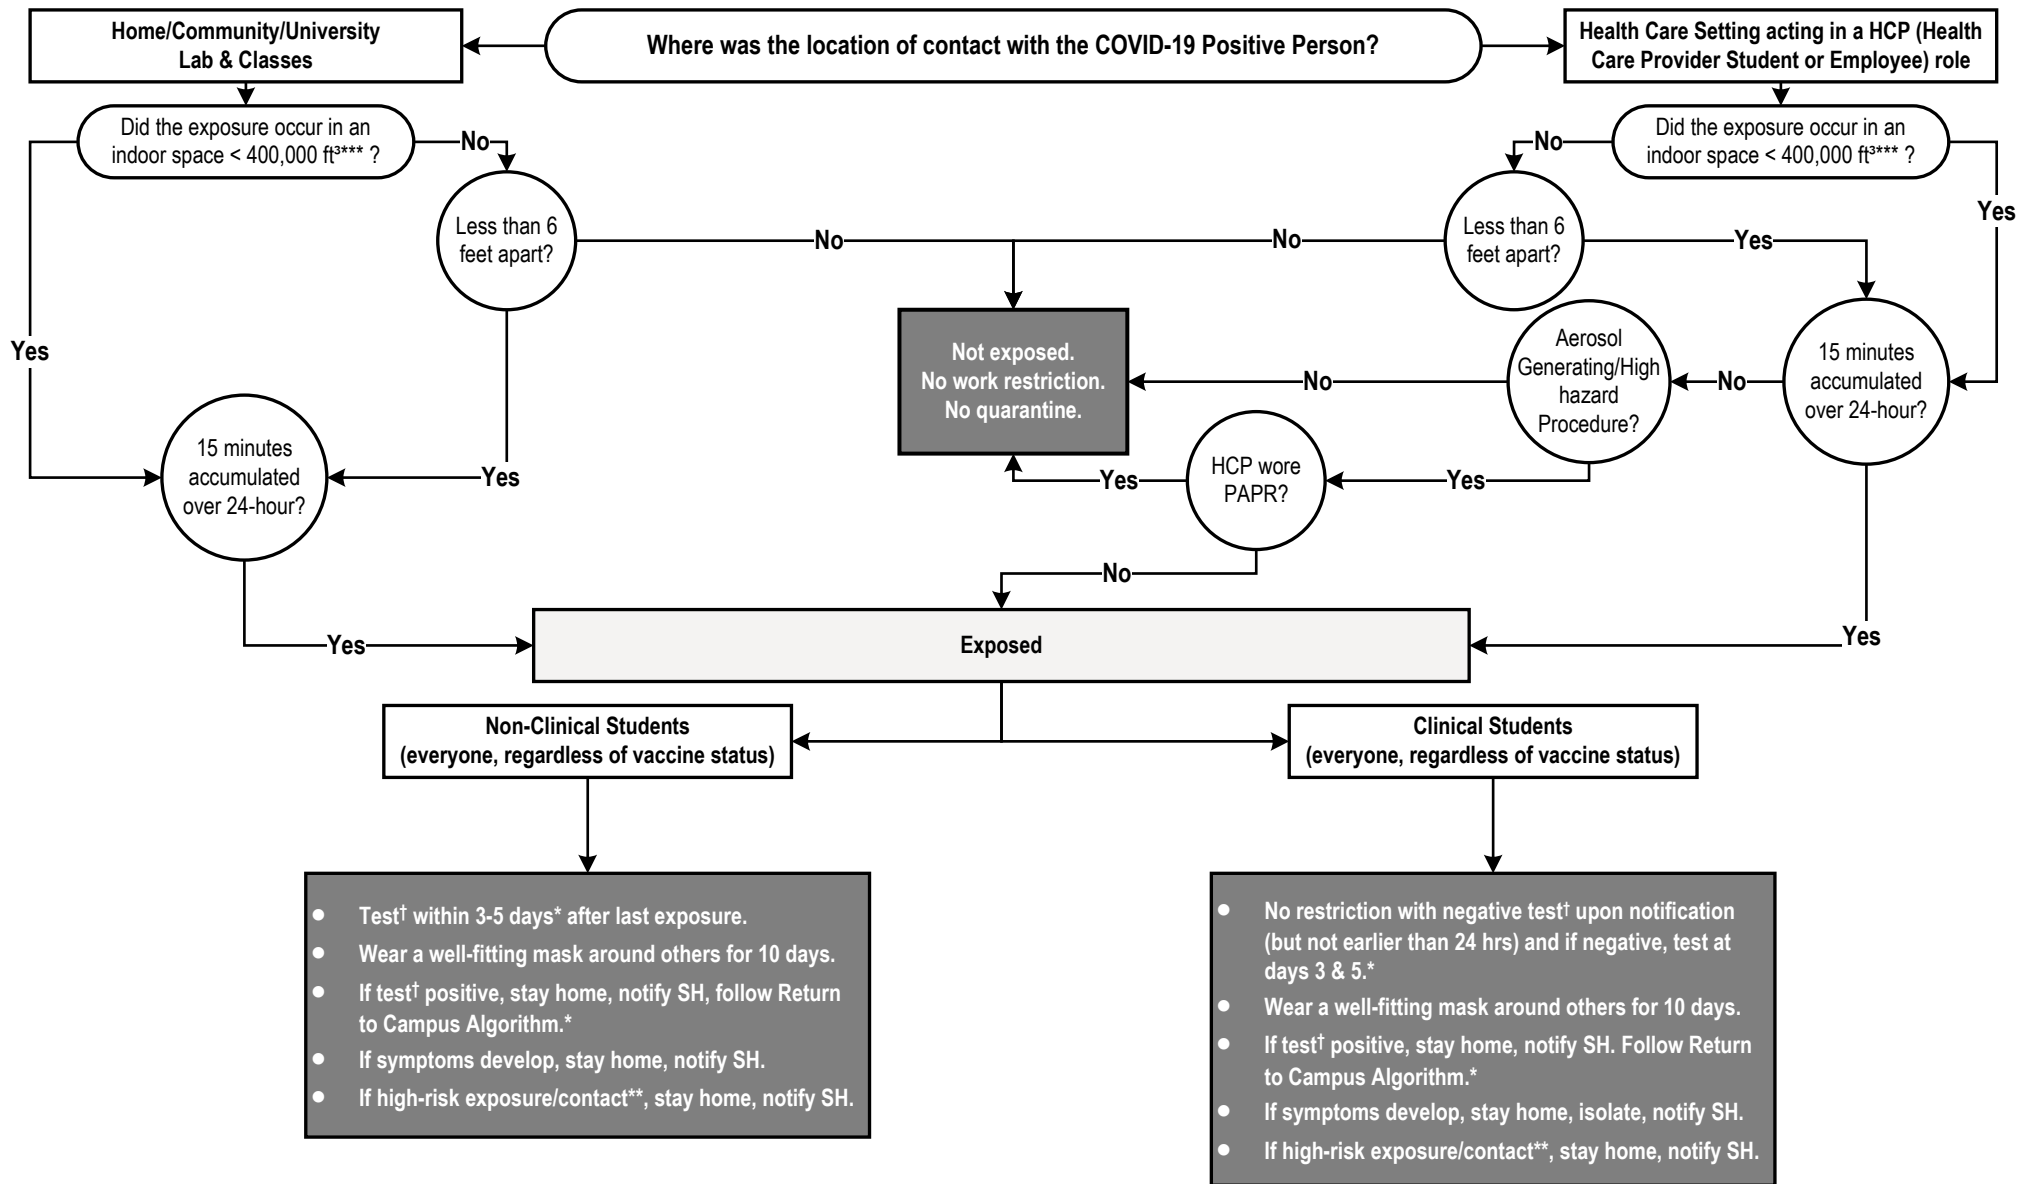 Where was the location of contact with the COVID-19 Positive Person?
Home/Community/University
Lab & Classes
Health Care Setting acting in a HCP (Health
Care Provider Student or Employee) role
Did the exposure occur in an
indoor space < 400,000 ft³*** ?
No
Yes
Less than 6
feet apart?
No
Yes
15 minutes
accumulated
over 24-hour?
Yes
Did the exposure occur in an
indoor space < 400,000 ft³*** ?
No
Yes
Less than 6
feet apart?
No
Yes
15 minutes
accumulated
over 24-hour?
No
Yes
Aerosol
Generating/High
hazard
Procedure?
No
Yes
HCP wore
PAPR?
Yes
No
Not exposed.
No work restriction.
No quarantine.
Exposed
Non-Clinical Students
(everyone, regardless of vaccine status)
Clinical Students
(everyone, regardless of vaccine status)
• Test† within 3-5 days* after last exposure.
• Wear a well-fitting mask around others for 10 days.
• If test† positive, stay home, notify SH, follow Return
to Campus Algorithm.*
• If symptoms develop, stay home, notify SH.
• If high-risk exposure/contact**, stay home, notify SH.
• No restriction with negative test† upon notification
(but not earlier than 24 hrs) and if negative, test at
days 3 & 5.*
• Wear a well-fitting mask around others for 10 days.
• If test† positive, stay home, notify SH. Follow Return
to Campus Algorithm.*
• If symptoms develop, stay home, isolate, notify SH.
• If high-risk exposure/contact**, stay home, notify SH.